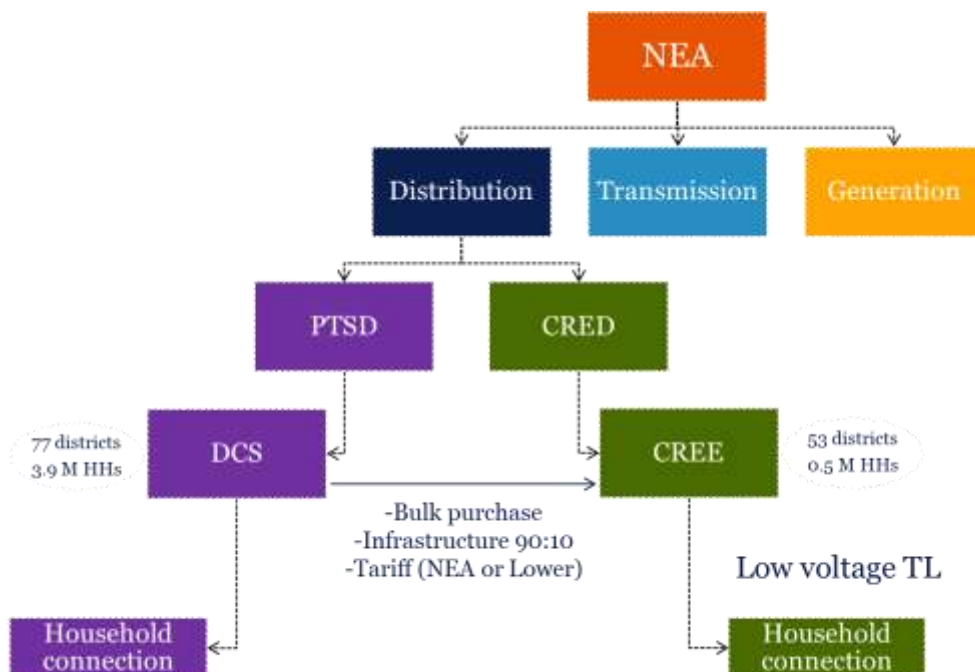 NEA
Distribution
Transmission
Generation
PTSD
CRED
77 districts
3.9 M HHs
DCS
CREE
53 districts
0.5 M HHs
-Bulk purchase
-Infrastructure 90:10
-Tariff (NEA or Lower)
Low voltage TL
Household
connection
Household
connection